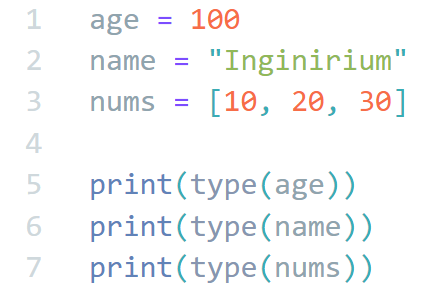 1 age = 100
2 name = "Inginirium"
3 nums = [10, 20, 30]
4
5 print(type(age))
6 print(type(name))
7 print(type(nums))